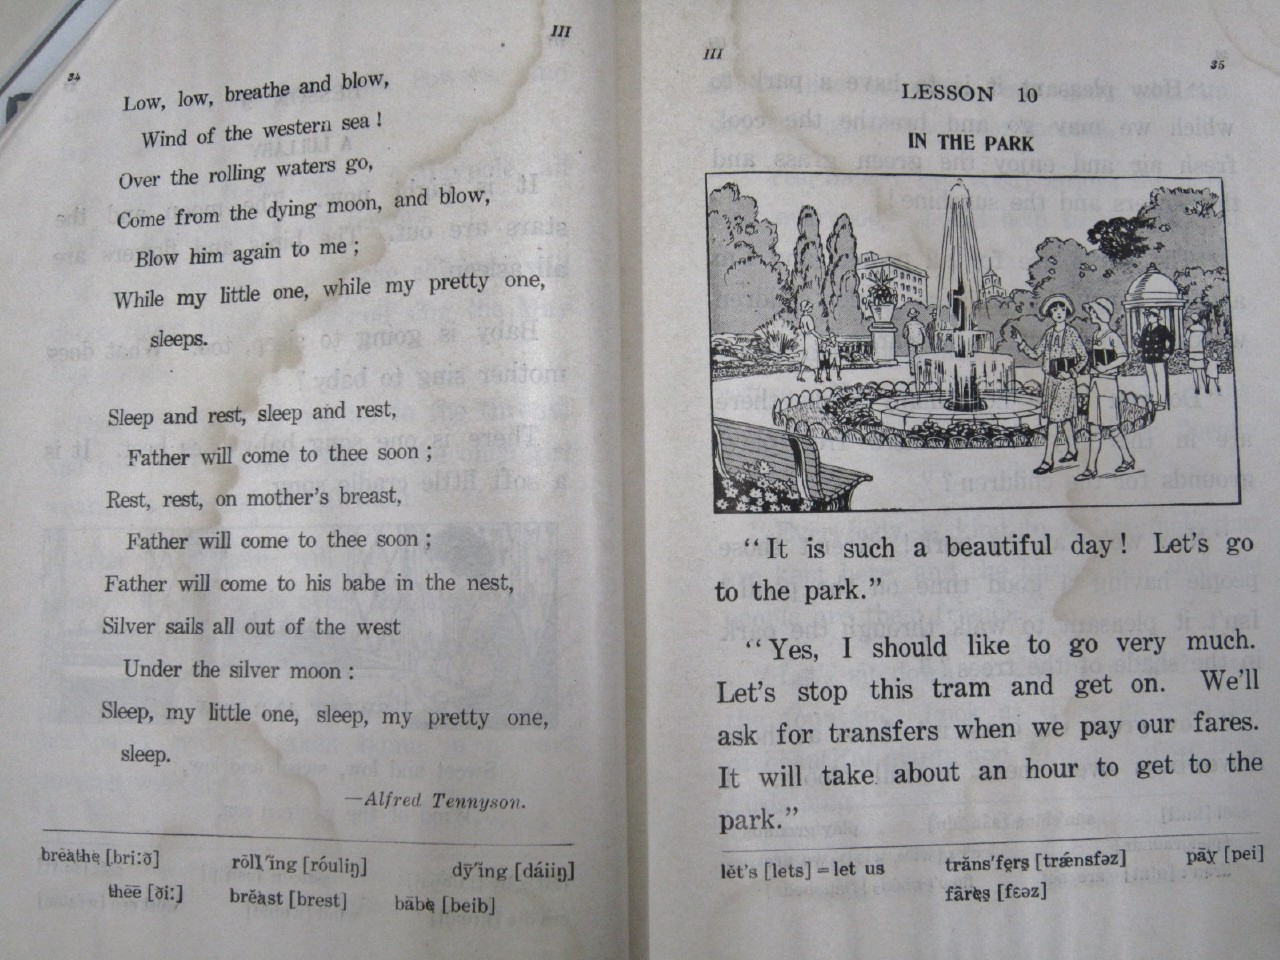 34
III
Low, low, breathe and blow,
Wind of the western sea!
Over the rolling waters go,
Come from the dying moon, and blow,
Blow him again to me;
While my little one, while my pretty one,
sleeps.
Sleep and rest, sleep and rest,
Father will come to thee soon;
Rest, rest, on mother's breast,
Father will come to thee soon;
Father will come to his babe in the nest,
Silver sails all out of the west
Under the silver moon:
Sleep, my little one, sleep, my pretty one,
sleep.
—Alfred Tennyson.
brēathe̸ [briːð] rōll'ing [róuliŋ] dȳ'ing [dáiiŋ]
thēē [ðiː] brĕa̸st [brest] bābe̸ [beib]
III
35
LESSON 10
IN THE PARK
"It is such a beautiful day! Let's go
to the park."
"Yes, I should like to go very much.
Let's stop this tram and get on. We'll
ask for transfers when we pay our fares.
It will take about an hour to get to the
park."
lĕt's [lets] = let us trăns'fẽrs [trǽnsfəz] pāy̸ [pei]
fâre̸s [fɛəz]